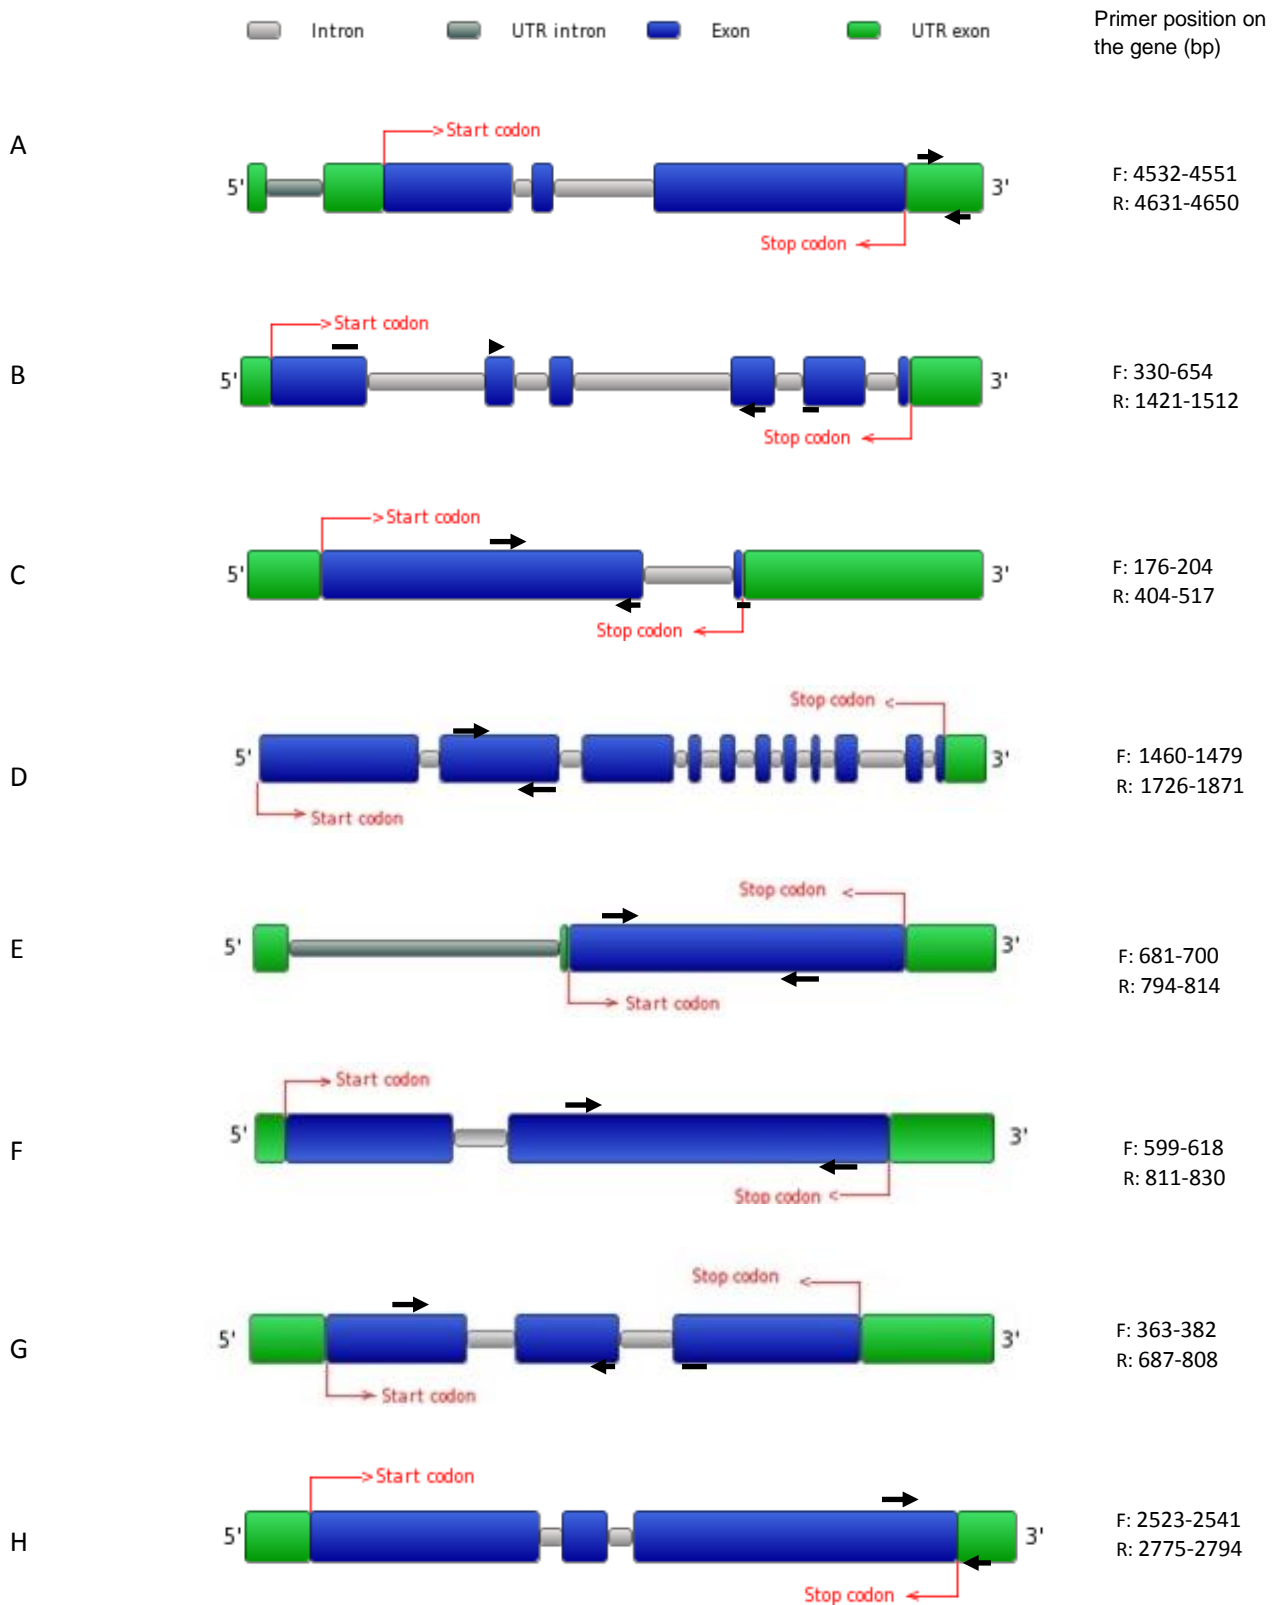 Intron UTR intron Exon UTR exon
Primer position on
the gene (bp)
A
>Start codon
5' 3'
Stop codon <
F: 4532-4551
R: 4631-4650
B
>Start codon
5' 3'
Stop codon <
F: 330-654
R: 1421-1512
C
>Start codon
5' 3'
Stop codon <
F: 176-204
R: 404-517
D
Stop codon <
5' 3'
> Start codon
F: 1460-1479
R: 1726-1871
E
Stop codon <
5' 3'
> Start codon
F: 681-700
R: 794-814
F
> Start codon
5' 3'
Stop codon <
F: 599-618
R: 811-830
G
Stop codon <
5' 3'
> Start codon
F: 363-382
R: 687-808
H
>Start codon
5' 3'
Stop codon <
F: 2523-2541
R: 2775-2794